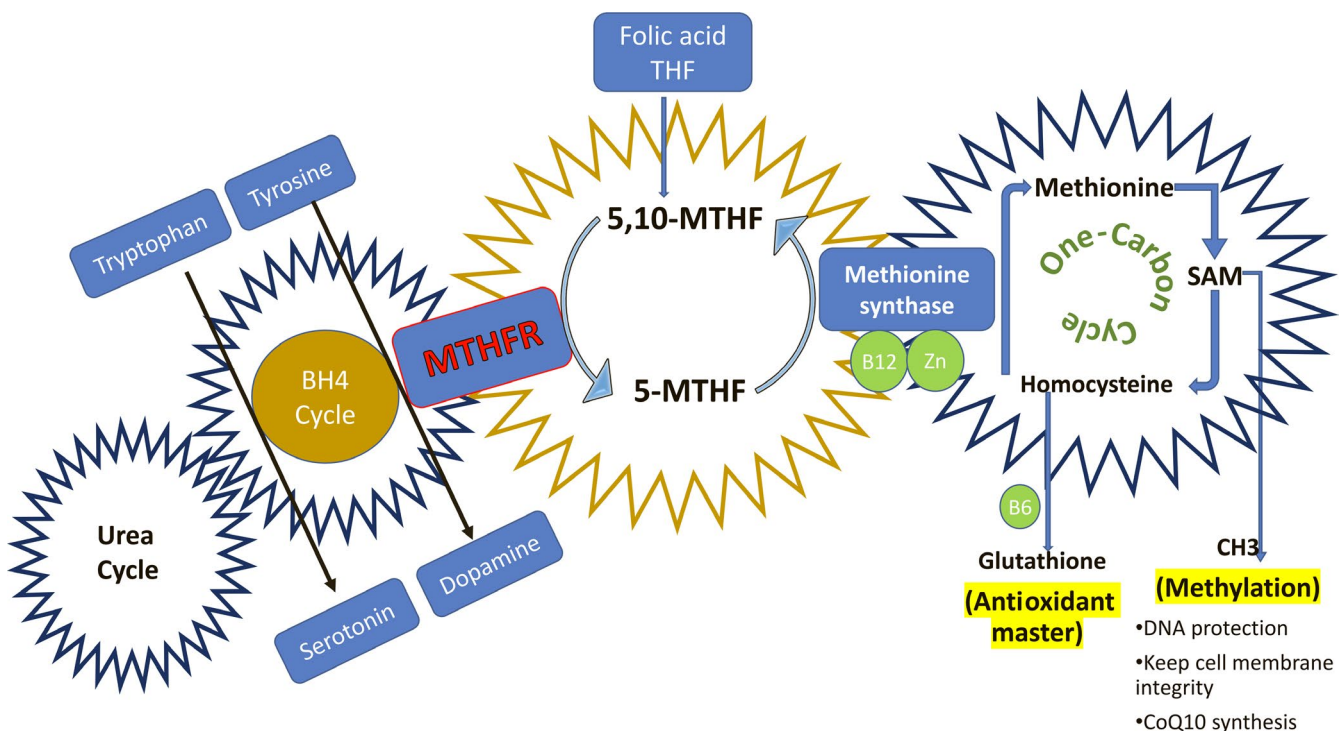 Folic acid
THF
Tyrosine
Tryptophan
5,10-MTHF
Methionine
One-Carbon
Cycle
SAM
Methionine
synthase
MTHFR
B12
Zn
BH4
Cycle
5-MTHF
Homocysteine
B6
Urea
Cycle
Dopamine
Serotonin
Glutathione
(Antioxidant
master)
CH3
(Methylation)
•DNA protection
•Keep cell membrane
integrity
•CoQ10 synthesis